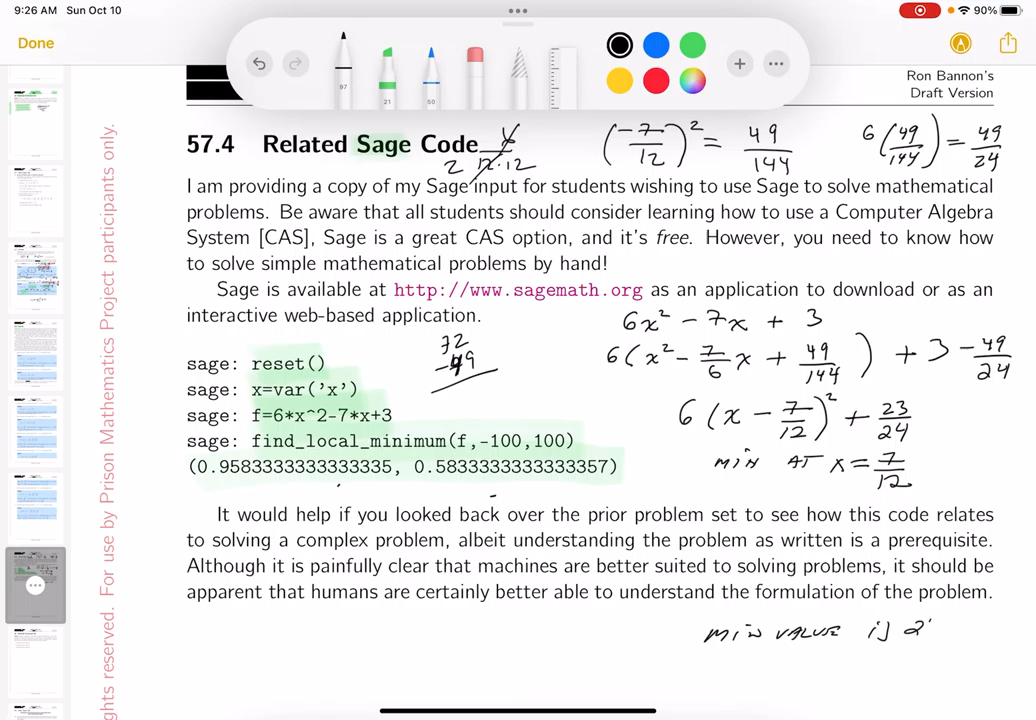 9:26 AM Sun Oct 10
90%
Done
97
21
50
Ron Bannon's
Draft Version
57.4 Related Sage Code
(-7/12)² = 49/144
6(49/144) = 49/24
2 12·12
I am providing a copy of my Sage input for students wishing to use Sage to solve mathematical
problems. Be aware that all students should consider learning how to use a Computer Algebra
System [CAS], Sage is a great CAS option, and it's free. However, you need to know how
to solve simple mathematical problems by hand!
Sage is available at http://www.sagemath.org as an application to download or as an
interactive web-based application.
6x² - 7x + 3
72
-49
6(x² - 7/6 x + 49/144) + 3 - 49/24
sage: reset()
sage: x=var('x')
sage: f=6*x^2-7*x+3
sage: find_local_minimum(f,-100,100)
(0.9583333333333335, 0.5833333333333357)
6(x - 7/12)² + 23/24
MIN AT x = 7/12
It would help if you looked back over the prior problem set to see how this code relates
to solving a complex problem, albeit understanding the problem as written is a prerequisite.
Although it is painfully clear that machines are better suited to solving problems, it should be
apparent that humans are certainly better able to understand the formulation of the problem.
MIN VALUE IS 2
ghts reserved. For use by Prison Mathematics Project participants only.